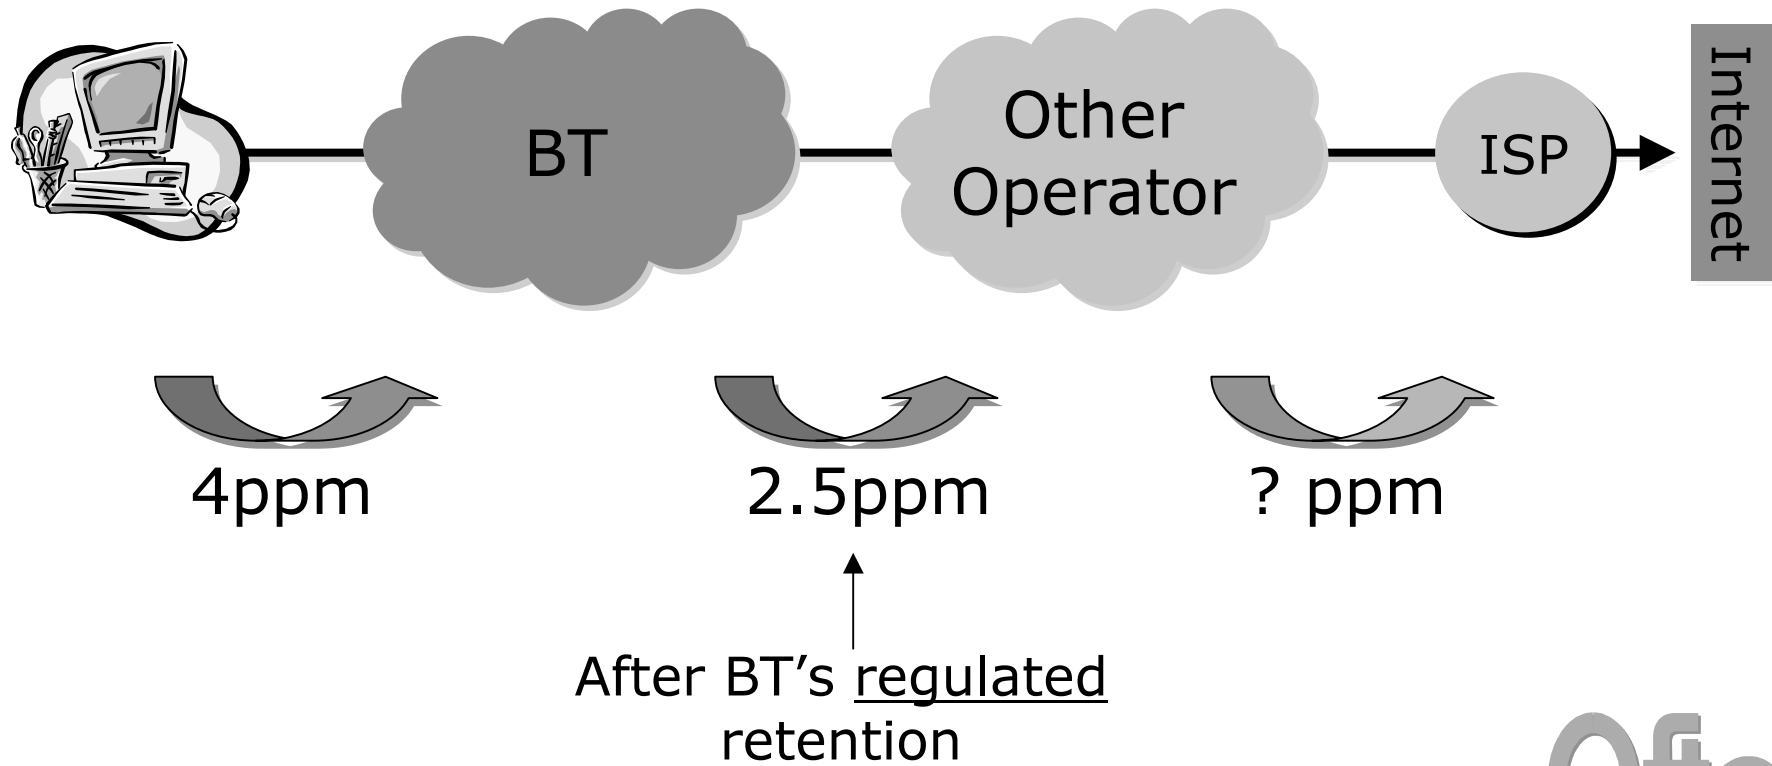 BT
Other
Operator
ISP
Internet
4ppm
2.5ppm
? ppm
After BT’s regulated
retention